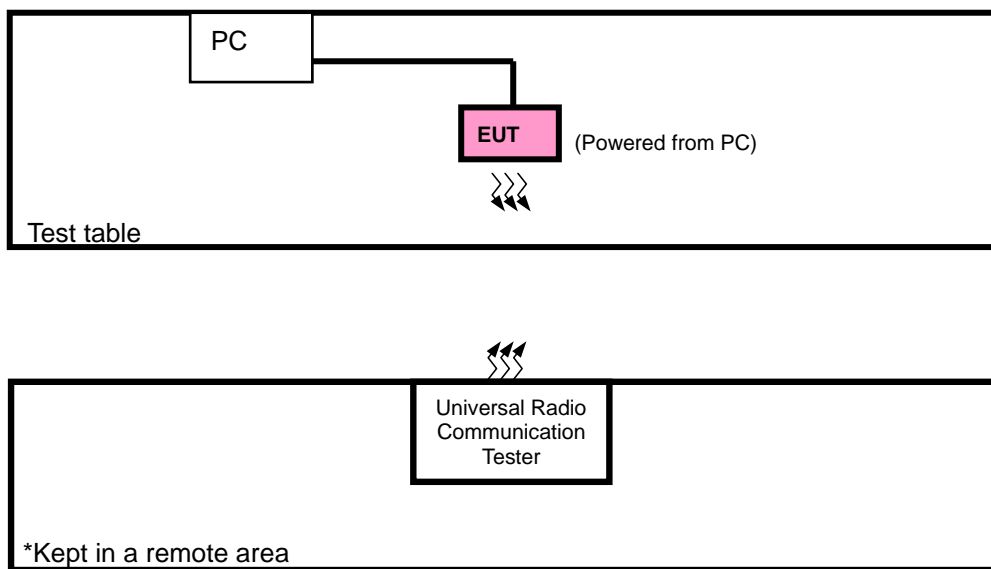 PC
EUT
(Powered from PC)
Test table
Universal Radio
Communication
Tester
*Kept in a remote area